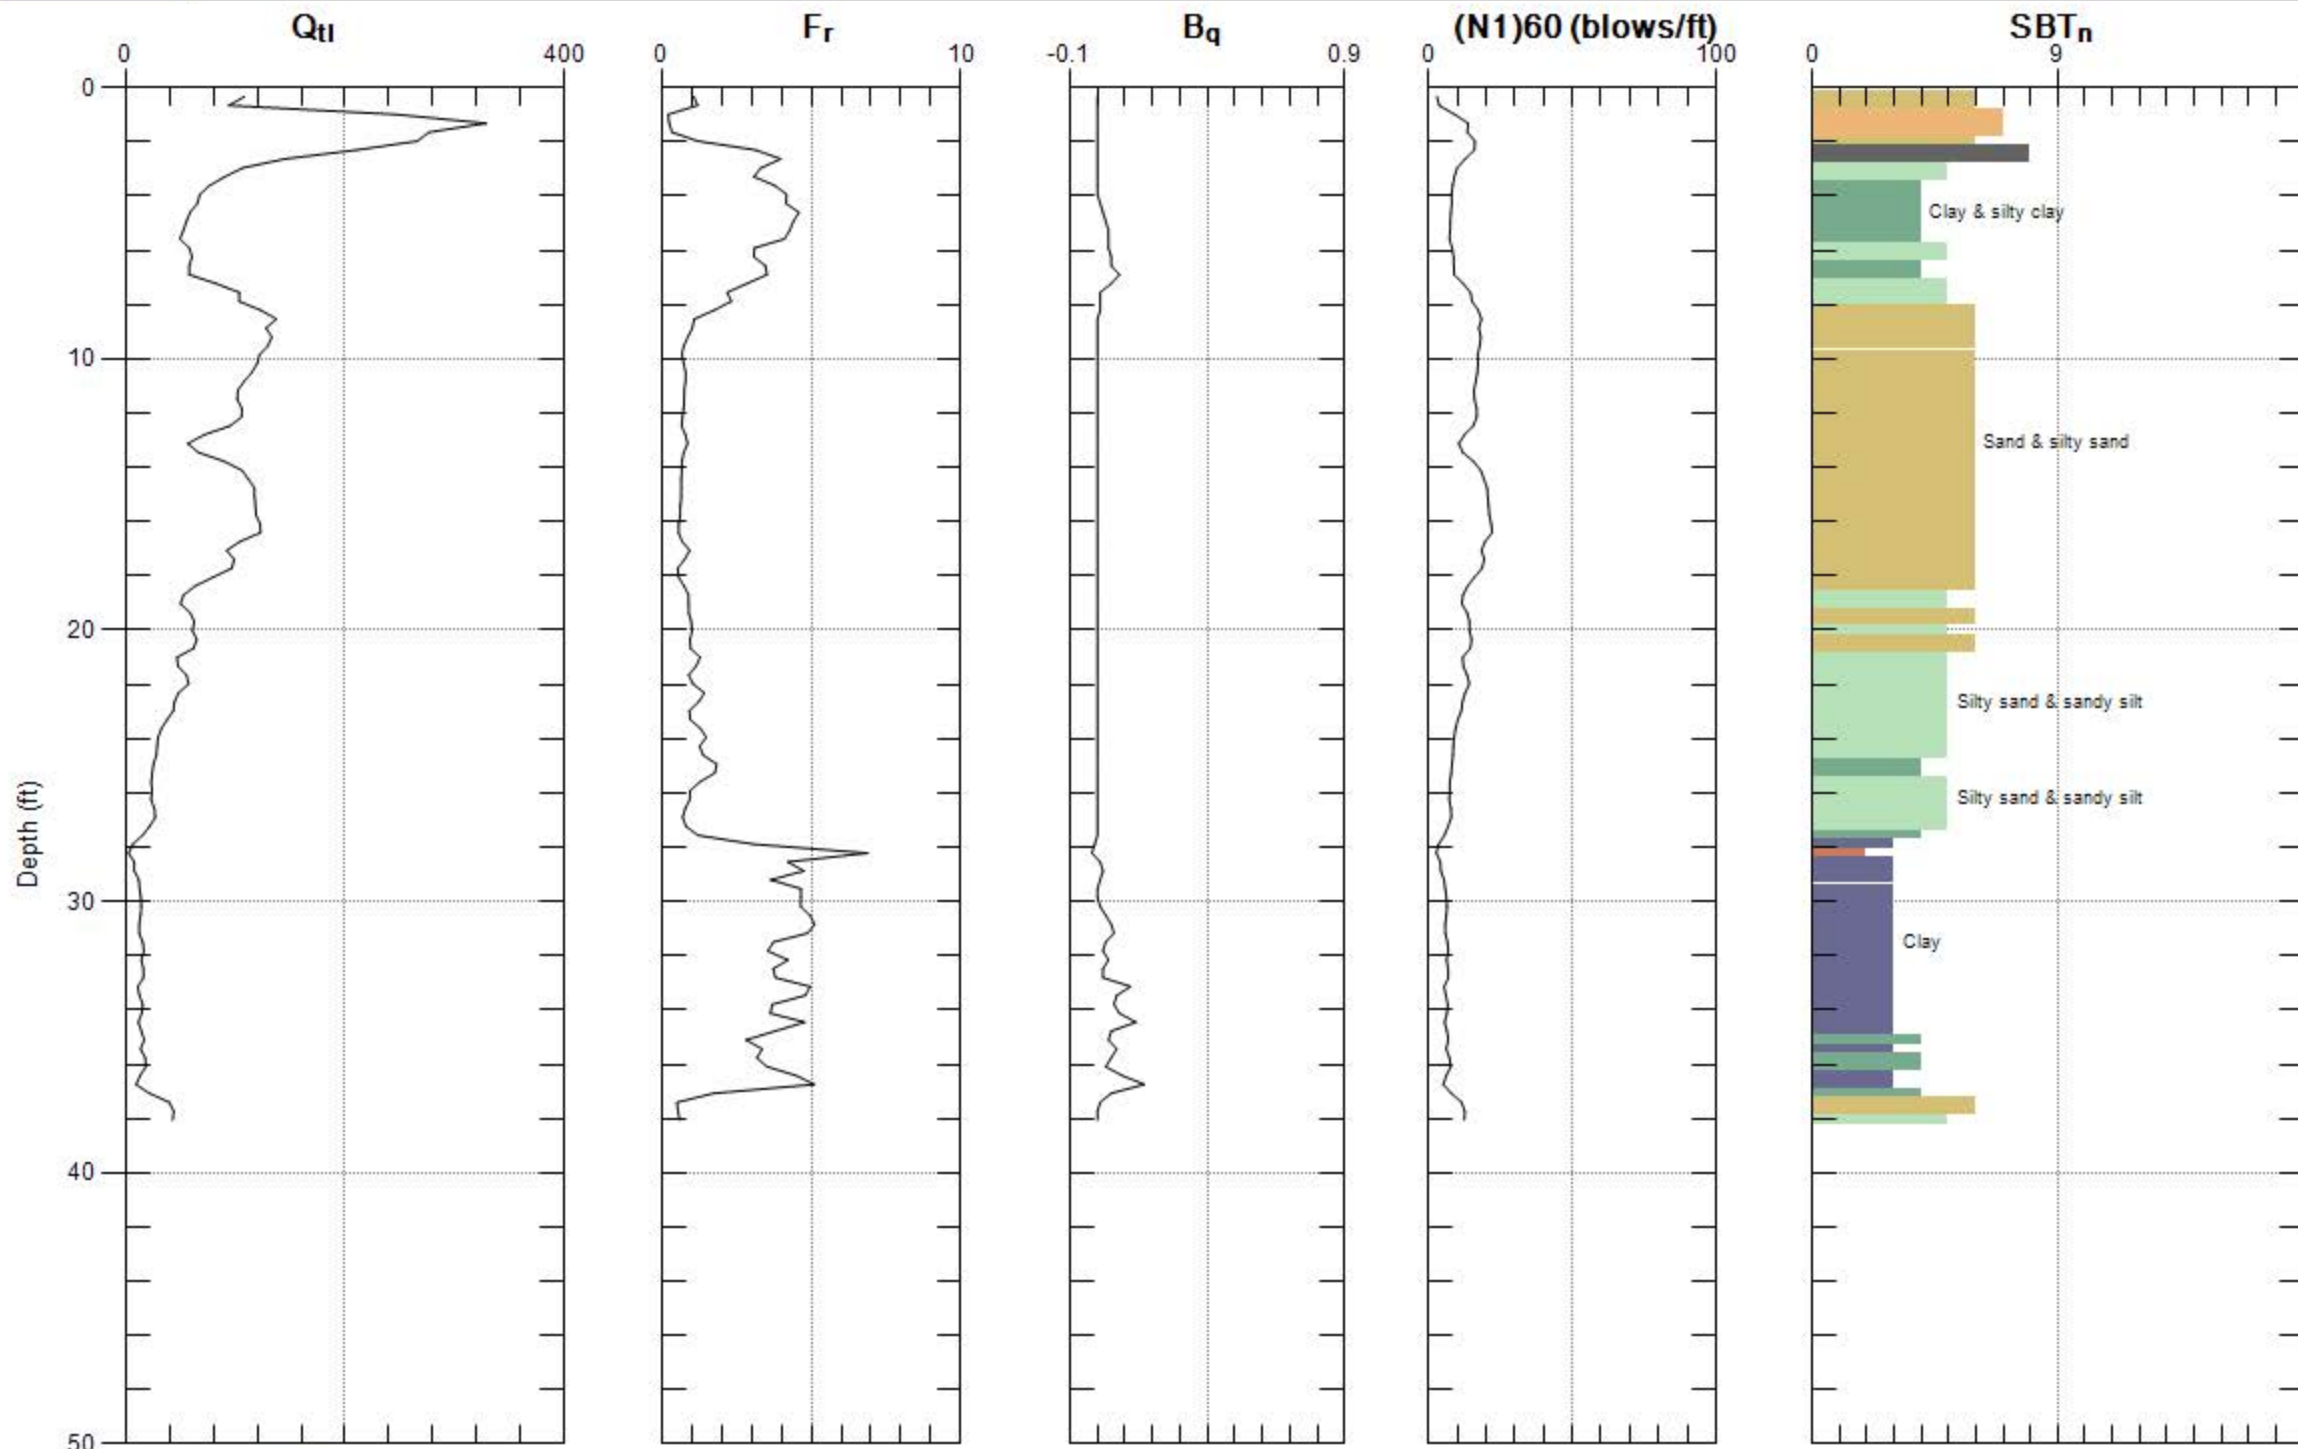 Qtl Fr Bq (N1)60 (blows/ft) SBTn
0 400 0 10 -0.1 0.9 0 100 0 9
0
Clay & silty clay
10
Sand & silty sand
20
Silty sand & sandy silt
Silty sand & sandy silt
Depth (ft)
30
Clay
40
50